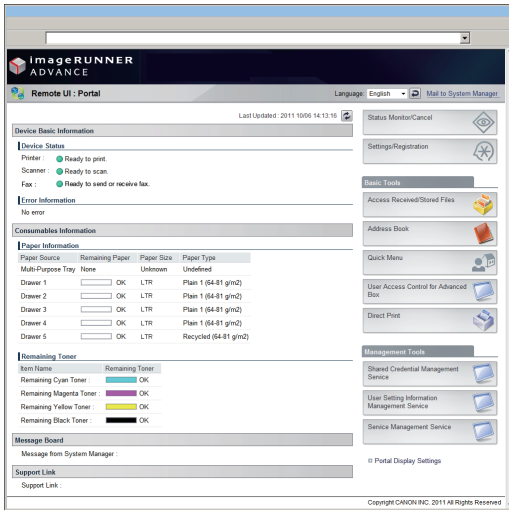 imageRUNNER
ADVANCE
Remote UI : Portal
Language: English
Mail to System Manager
Last Updated : 2011 10/06 14:13:16
Device Basic Information
Device Status
Printer : Ready to print.
Scanner : Ready to scan.
Fax : Ready to send or receive fax.
Error Information
No error
Consumables Information
Paper Information
Paper Source Remaining Paper Paper Size Paper Type
Multi-Purpose Tray None Unknown Undefined
Drawer 1 OK LTR Plain 1 (64-81 g/m2)
Drawer 2 OK LTR Plain 1 (64-81 g/m2)
Drawer 3 OK LTR Plain 1 (64-81 g/m2)
Drawer 4 OK LTR Plain 1 (64-81 g/m2)
Drawer 5 OK LTR Recycled (64-81 g/m2)
Remaining Toner
Item Name Remaining Toner
Remaining Cyan Toner : OK
Remaining Magenta Toner : OK
Remaining Yellow Toner : OK
Remaining Black Toner : OK
Message Board
Message from System Manager :
Support Link
Support Link :
Status Monitor/Cancel
Settings/Registration
Basic Tools
Access Received/Stored Files
Address Book
Quick Menu
User Access Control for Advanced
Box
Direct Print
Management Tools
Shared Credential Management
Service
User Setting Information
Management Service
Service Management Service
Portal Display Settings
Copyright CANON INC. 2011 All Rights Reserved